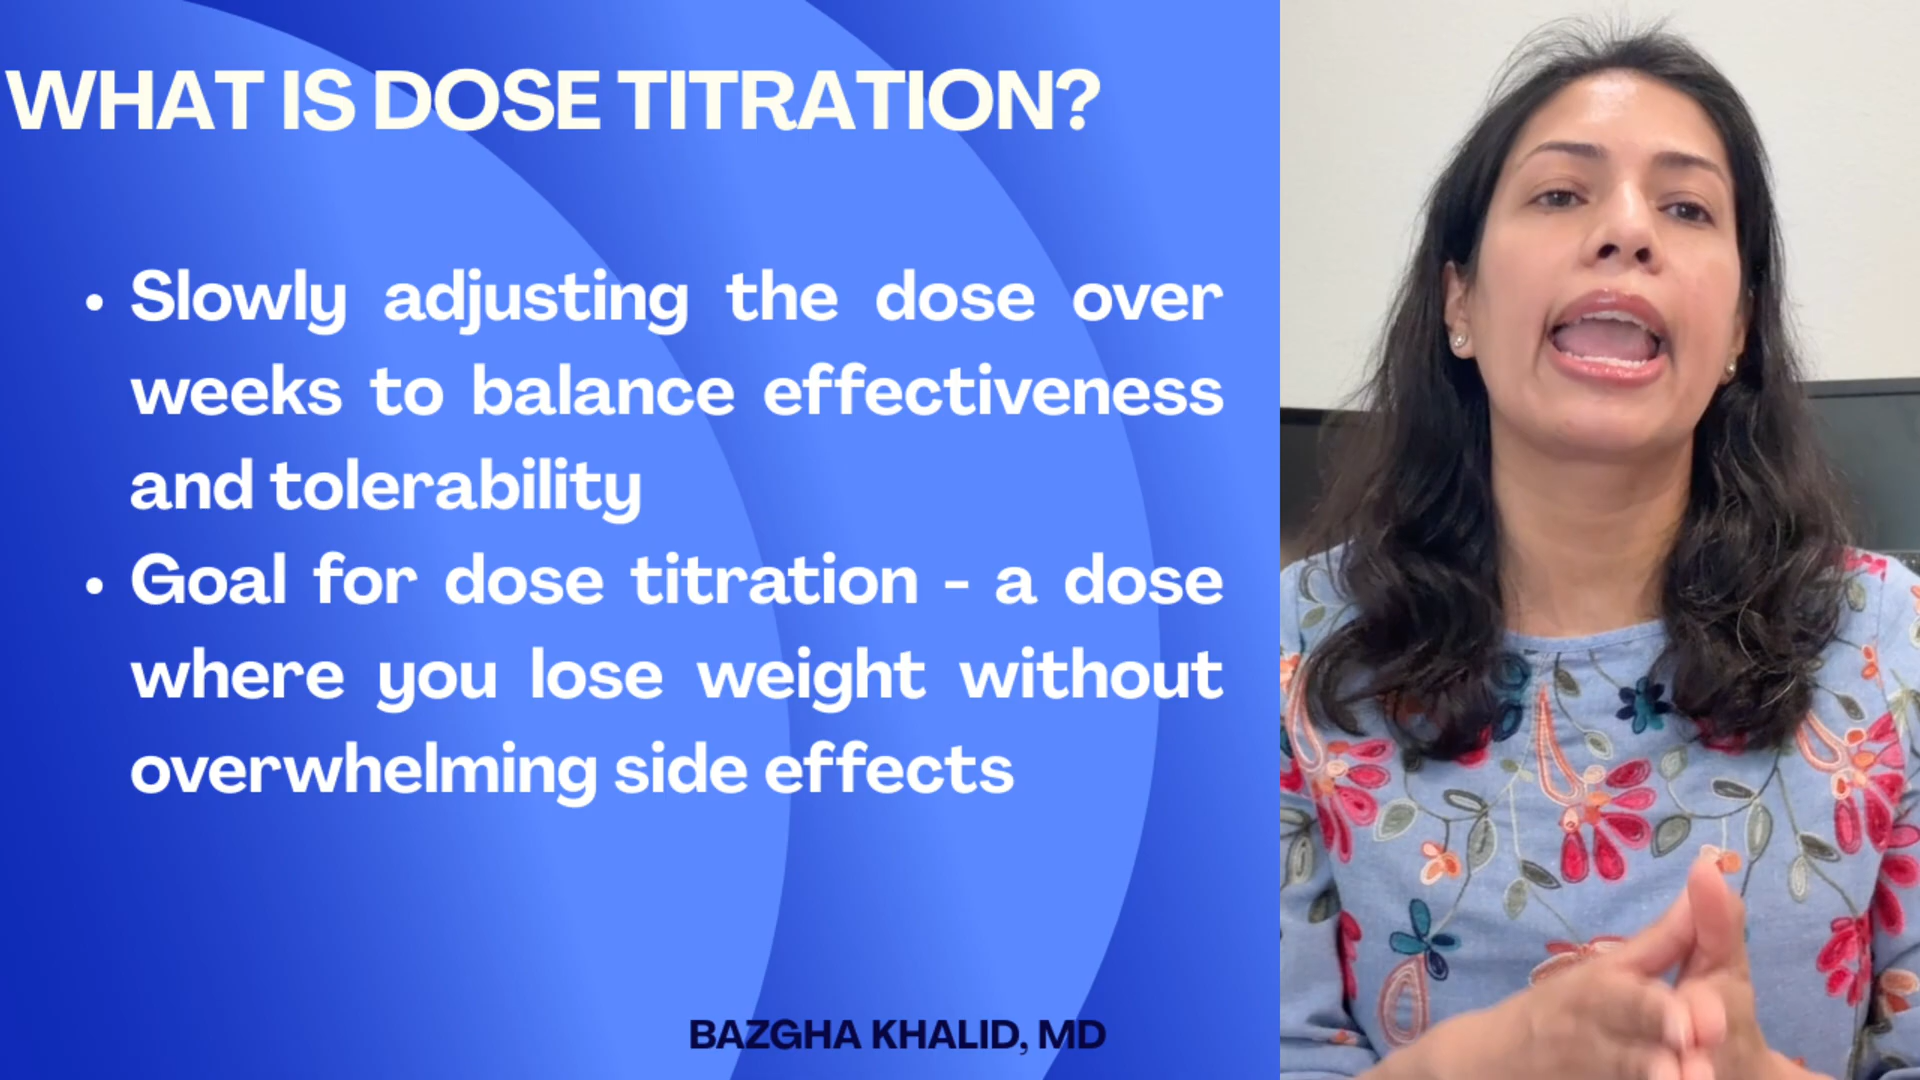 WHAT IS DOSE TITRATION?
• Slowly adjusting the dose over
weeks to balance effectiveness
and tolerability
• Goal for dose titration - a dose
where you lose weight without
overwhelming side effects
BAZGHA KHALID, MD